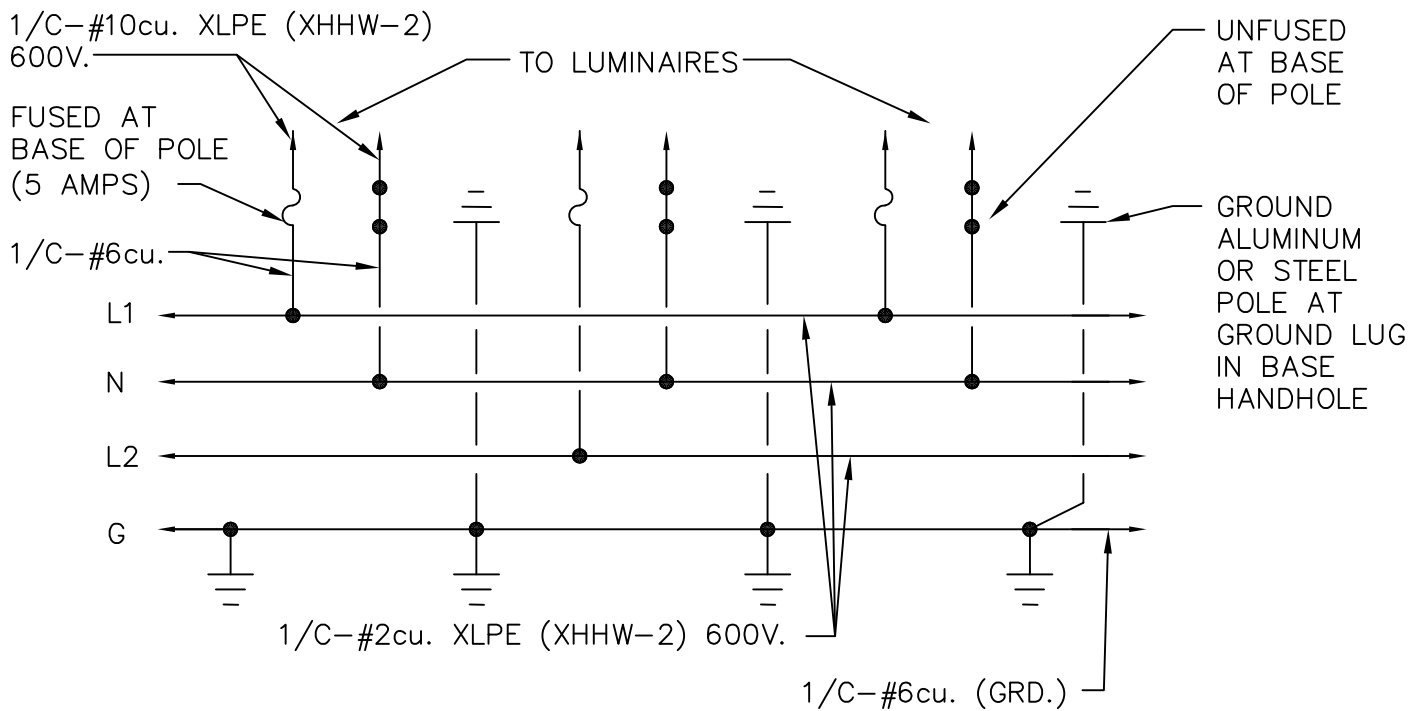 1/C-#10cu. XLPE (XHHW-2)
600V.
TO LUMINAIRES
UNFUSED
AT BASE
OF POLE
FUSED AT
BASE OF POLE
(5 AMPS)
GROUND
ALUMINUM
OR STEEL
POLE AT
GROUND LUG
IN BASE
HANDHOLE
1/C-#6cu.
L1
N
L2
G
1/C-#2cu. XLPE (XHHW-2) 600V.
1/C-#6cu. (GRD.)